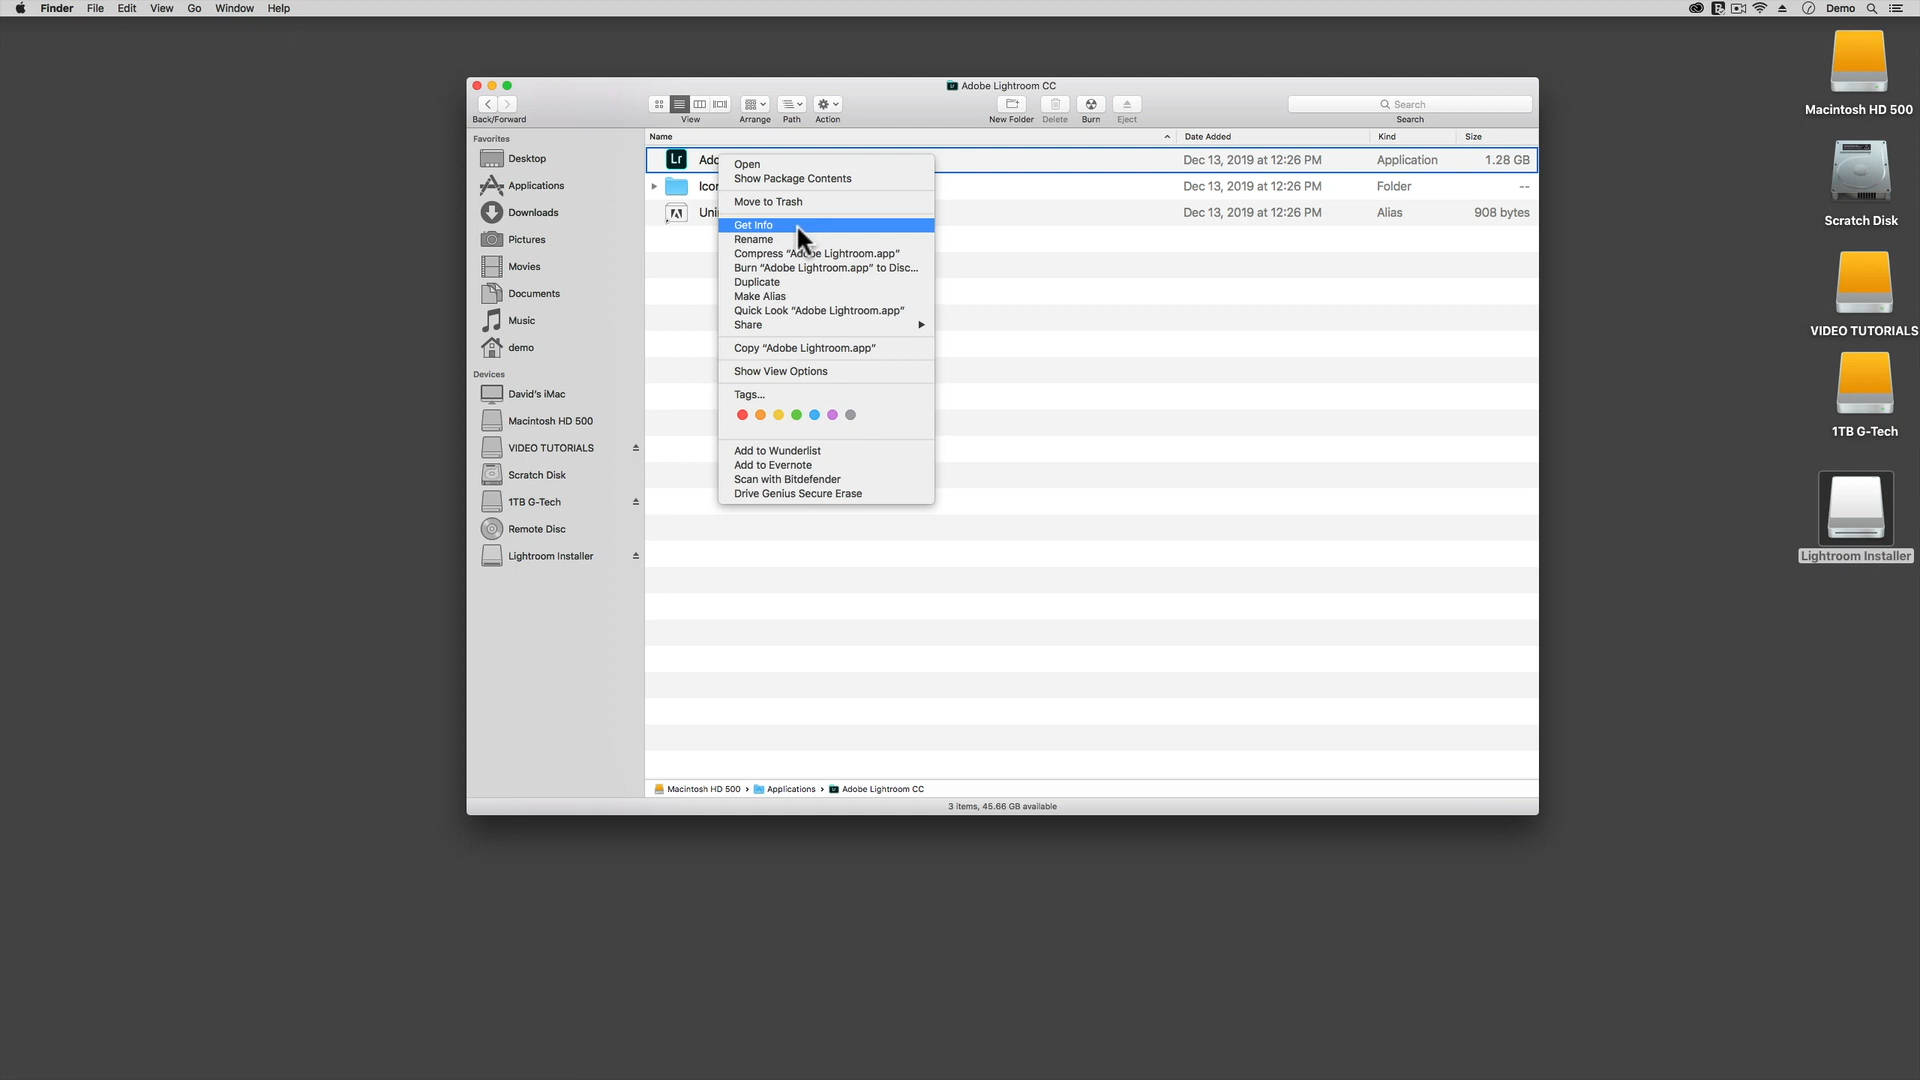 Finder File Edit View Go Window Help
Demo
Adobe Lightroom CC
Back/Forward View Arrange Path Action New Folder Delete Burn Eject Search
Search
Name Date Added Kind Size
Lr Dec 13, 2019 at 12:26 PM Application 1.28 GB
Dec 13, 2019 at 12:26 PM Folder --
Dec 13, 2019 at 12:26 PM Alias 908 bytes
Favorites
Desktop
Applications
Downloads
Pictures
Movies
Documents
Music
demo
Devices
David's iMac
Macintosh HD 500
VIDEO TUTORIALS
Scratch Disk
1TB G-Tech
Remote Disc
Lightroom Installer
Open
Show Package Contents
Move to Trash
Get Info
Rename
Compress “Adobe Lightroom.app”
Burn “Adobe Lightroom.app” to Disc...
Duplicate
Make Alias
Quick Look “Adobe Lightroom.app”
Share
Copy “Adobe Lightroom.app”
Show View Options
Tags...
Add to Wunderlist
Add to Evernote
Scan with Bitdefender
Drive Genius Secure Erase
Macintosh HD 500 › Applications › Adobe Lightroom CC
3 items, 45.66 GB available
Macintosh HD 500
Scratch Disk
VIDEO TUTORIALS
1TB G-Tech
Lightroom Installer